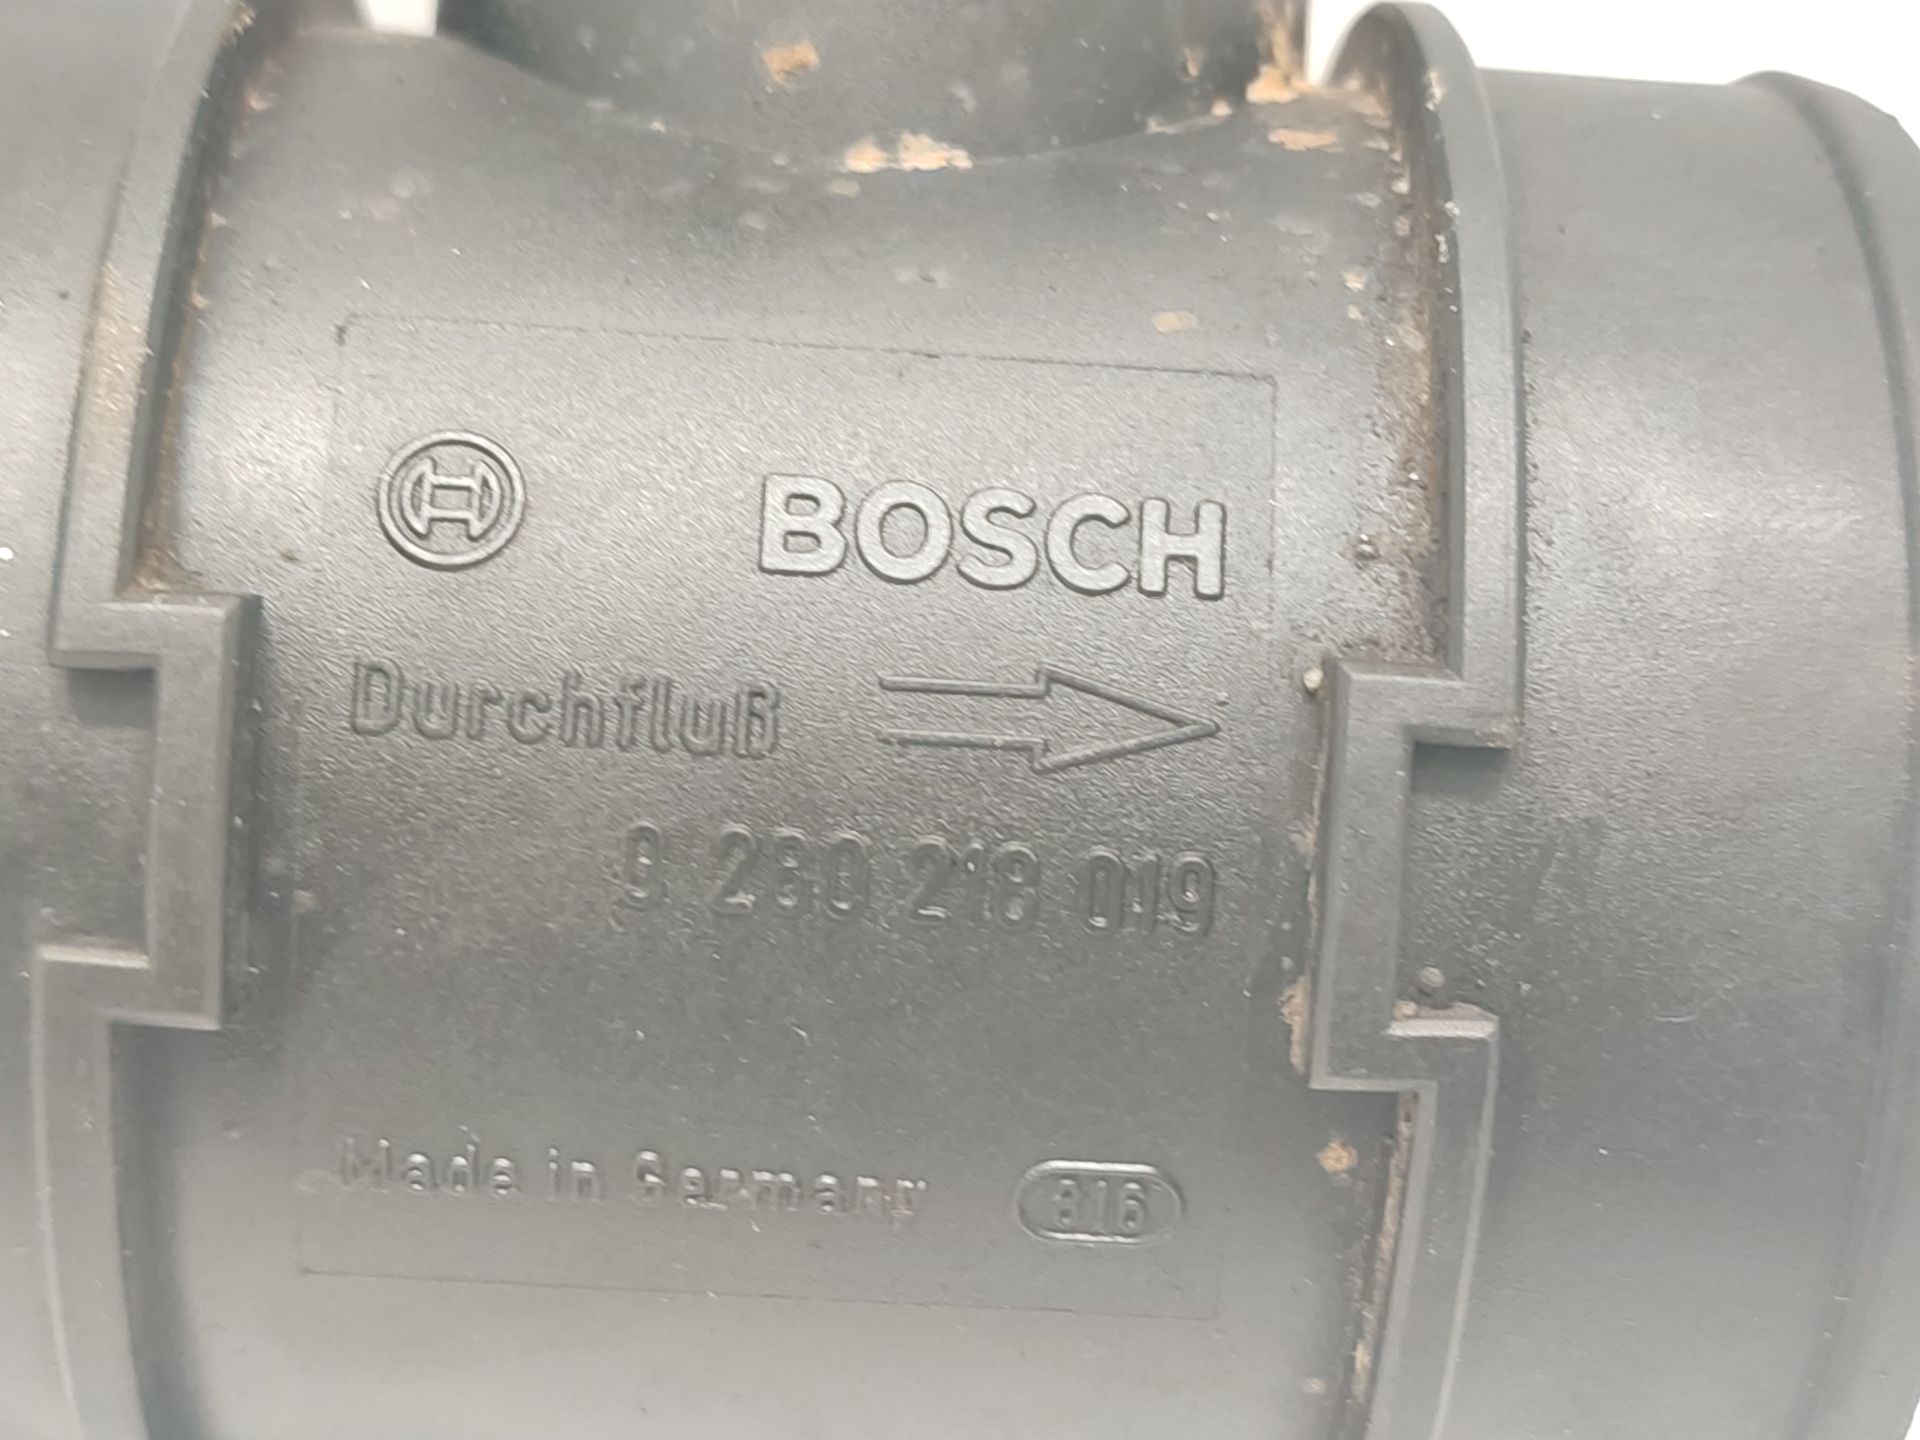 BOSCH
Durchfluß
0 280 218 019
Made in Germany 816